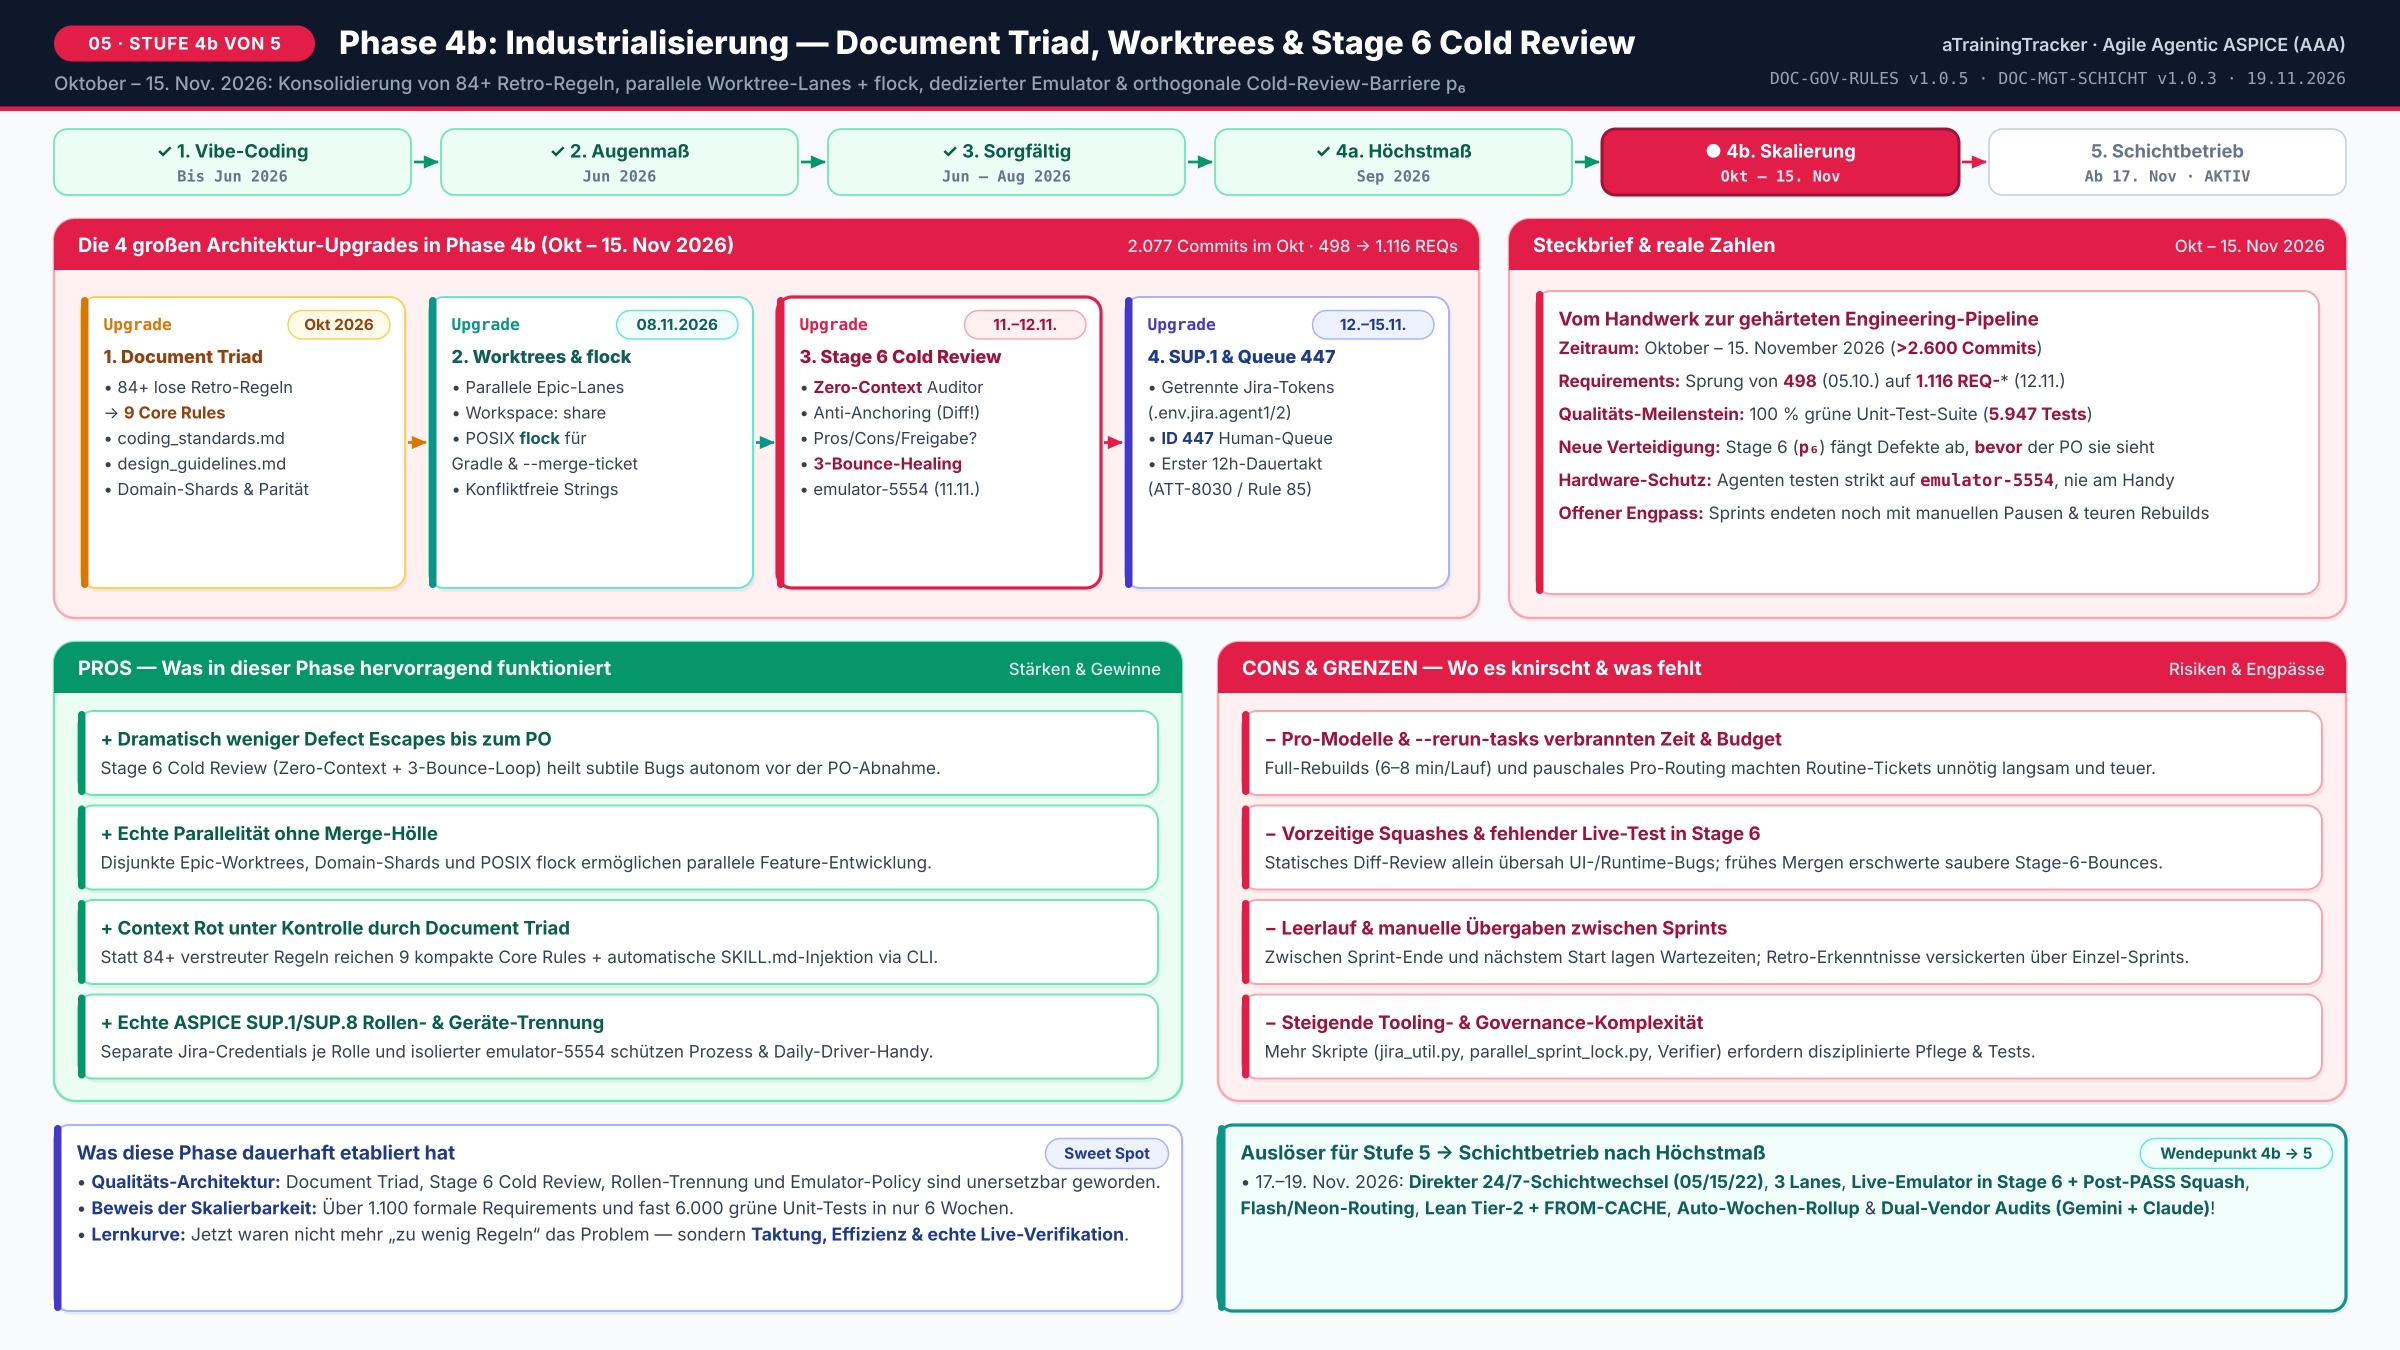 05 · STUFE 4b VON 5
Phase 4b: Industrialisierung — Document Triad, Worktrees & Stage 6 Cold Review
Oktober – 15. Nov. 2026: Konsolidierung von 84+ Retro-Regeln, parallele Worktree-Lanes + flock, dedizierter Emulator & orthogonale Cold-Review-Barriere p₆
aTrainingTracker · Agile Agentic ASPICE (AAA)
DOC-GOV-RULES v1.0.5 · DOC-MGT-SCHICHT v1.0.3 · 19.11.2026
✓ 1. Vibe-Coding
Bis Jun 2026
✓ 2. Augenmaß
Jun 2026
✓ 3. Sorgfältig
Jun – Aug 2026
✓ 4a. Höchstmaß
Sep 2026
● 4b. Skalierung
Okt – 15. Nov
5. Schichtbetrieb
Ab 17. Nov · AKTIV
Die 4 großen Architektur-Upgrades in Phase 4b (Okt – 15. Nov 2026)
2.077 Commits im Okt · 498 → 1.116 REQs
Upgrade
Okt 2026
1. Document Triad
• 84+ lose Retro-Regeln
→ 9 Core Rules
• coding_standards.md
• design_guidelines.md
• Domain-Shards & Parität
Upgrade
08.11.2026
2. Worktrees & flock
• Parallele Epic-Lanes
• Workspace: share
• POSIX flock für
Gradle & --merge-ticket
• Konfliktfreie Strings
Upgrade
11.–12.11.
3. Stage 6 Cold Review
• Zero-Context Auditor
• Anti-Anchoring (Diff!)
• Pros/Cons/Freigabe?
• 3-Bounce-Healing
• emulator-5554 (11.11.)
Upgrade
12.–15.11.
4. SUP.1 & Queue 447
• Getrennte Jira-Tokens
(.env.jira.agent1/2)
• ID 447 Human-Queue
• Erster 12h-Dauertakt
(ATT-8030 / Rule 85)
Steckbrief & reale Zahlen
Okt – 15. Nov 2026
Vom Handwerk zur gehärteten Engineering-Pipeline
Zeitraum: Oktober – 15. November 2026 (>2.600 Commits)
Requirements: Sprung von 498 (05.10.) auf 1.116 REQ-* (12.11.)
Qualitäts-Meilenstein: 100 % grüne Unit-Test-Suite (5.947 Tests)
Neue Verteidigung: Stage 6 (p₆) fängt Defekte ab, bevor der PO sie sieht
Hardware-Schutz: Agenten testen strikt auf emulator-5554, nie am Handy
Offener Engpass: Sprints endeten noch mit manuellen Pausen & teuren Rebuilds
PROS — Was in dieser Phase hervorragend funktioniert
Stärken & Gewinne
+ Dramatisch weniger Defect Escapes bis zum PO
Stage 6 Cold Review (Zero-Context + 3-Bounce-Loop) heilt subtile Bugs autonom vor der PO-Abnahme.
+ Echte Parallelität ohne Merge-Hölle
Disjunkte Epic-Worktrees, Domain-Shards und POSIX flock ermöglichen parallele Feature-Entwicklung.
+ Context Rot unter Kontrolle durch Document Triad
Statt 84+ verstreuter Regeln reichen 9 kompakte Core Rules + automatische SKILL.md-Injektion via CLI.
+ Echte ASPICE SUP.1/SUP.8 Rollen- & Geräte-Trennung
Separate Jira-Credentials je Rolle und isolierter emulator-5554 schützen Prozess & Daily-Driver-Handy.
CONS & GRENZEN — Wo es knirscht & was fehlt
Risiken & Engpässe
– Pro-Modelle & --rerun-tasks verbrannten Zeit & Budget
Full-Rebuilds (6–8 min/Lauf) und pauschales Pro-Routing machten Routine-Tickets unnötig langsam und teuer.
– Vorzeitige Squashes & fehlender Live-Test in Stage 6
Statisches Diff-Review allein übersah UI-/Runtime-Bugs; frühes Mergen erschwerte saubere Stage-6-Bounces.
– Leerlauf & manuelle Übergaben zwischen Sprints
Zwischen Sprint-Ende und nächstem Start lagen Wartezeiten; Retro-Erkenntnisse versickerten über Einzel-Sprints.
– Steigende Tooling- & Governance-Komplexität
Mehr Skripte (jira_util.py, parallel_sprint_lock.py, Verifier) erfordern disziplinierte Pflege & Tests.
Was diese Phase dauerhaft etabliert hat
Sweet Spot
• Qualitäts-Architektur: Document Triad, Stage 6 Cold Review, Rollen-Trennung und Emulator-Policy sind unersetzbar geworden.
• Beweis der Skalierbarkeit: Über 1.100 formale Requirements und fast 6.000 grüne Unit-Tests in nur 6 Wochen.
• Lernkurve: Jetzt waren nicht mehr „zu wenig Regeln“ das Problem — sondern Taktung, Effizienz & echte Live-Verifikation.
Auslöser für Stufe 5 → Schichtbetrieb nach Höchstmaß
Wendepunkt 4b → 5
• 17.–19. Nov. 2026: Direkter 24/7-Schichtwechsel (05/15/22), 3 Lanes, Live-Emulator in Stage 6 + Post-PASS Squash,
Flash/Neon-Routing, Lean Tier-2 + FROM-CACHE, Auto-Wochen-Rollup & Dual-Vendor Audits (Gemini + Claude)!